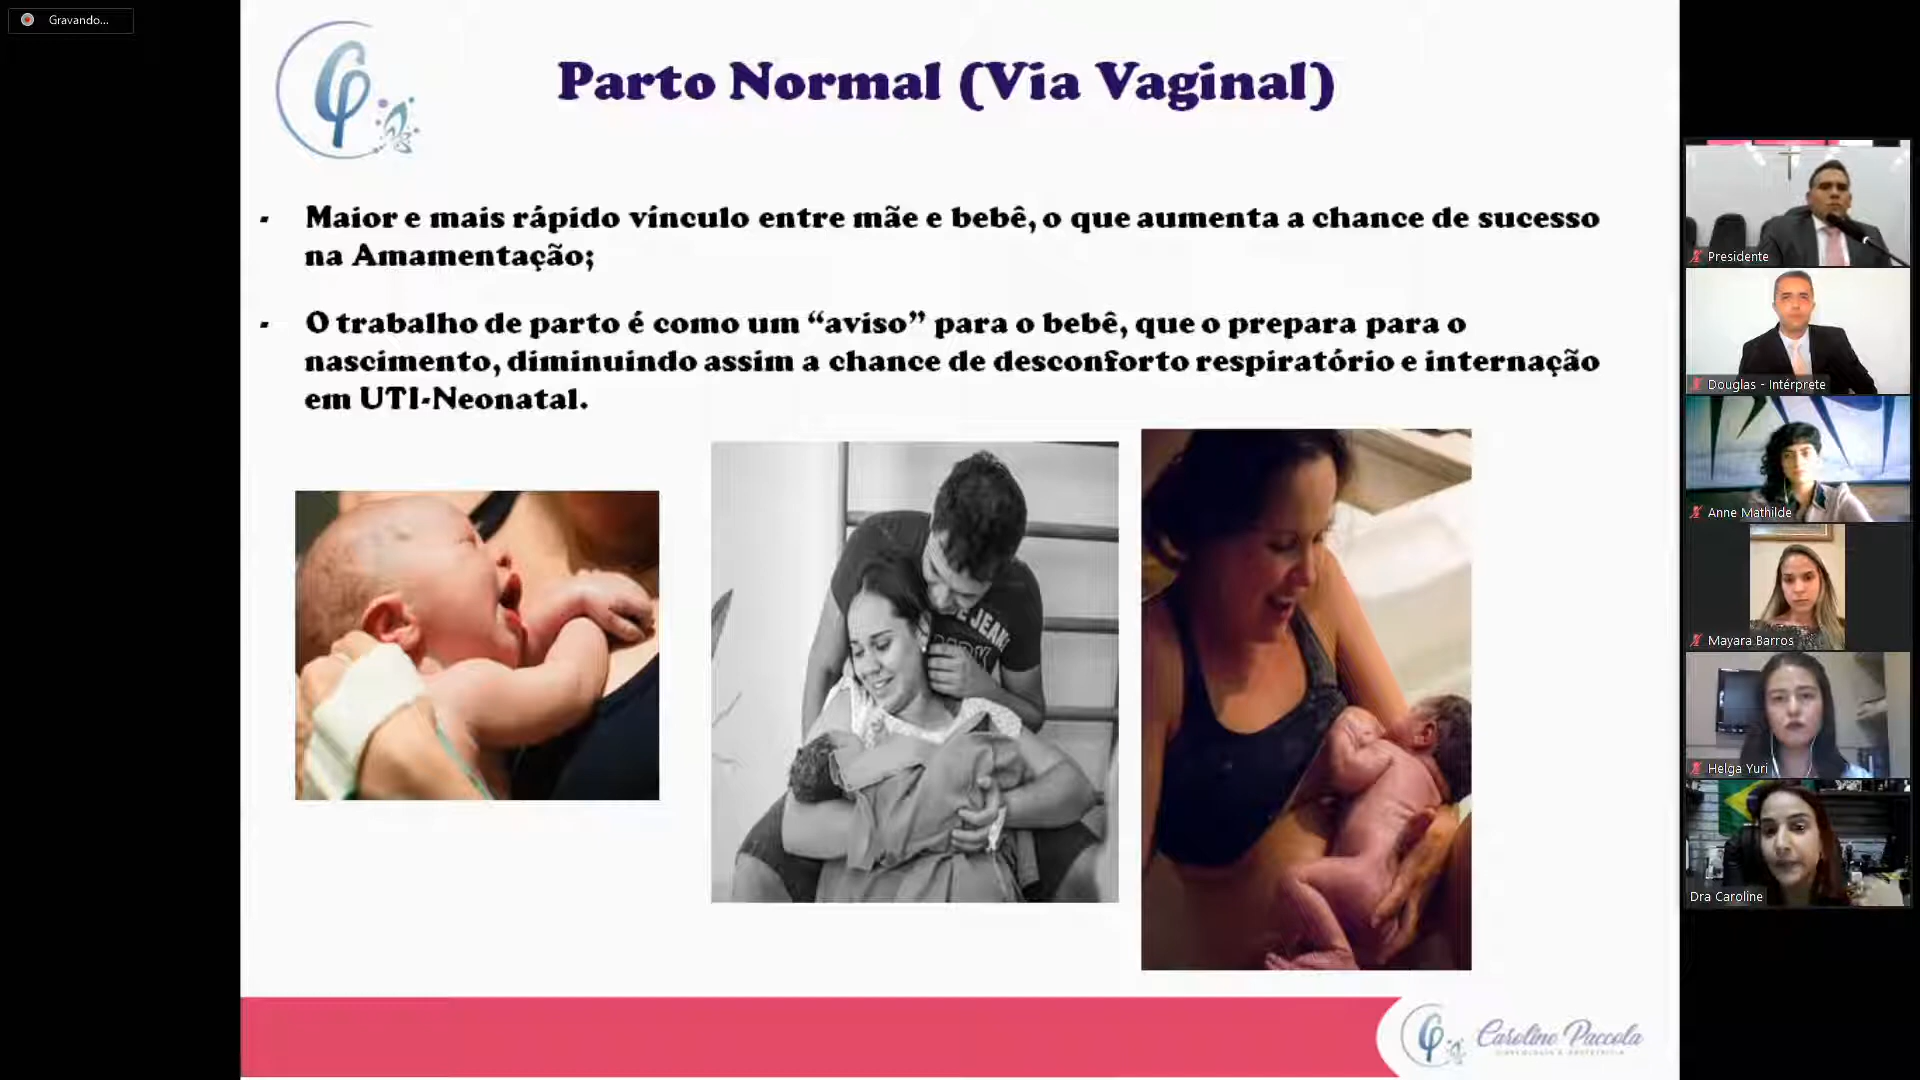 Gravando...
Parto Normal (Via Vaginal)
- Maior e mais rápido vínculo entre mãe e bebê, o que aumenta a chance de sucesso
na Amamentação;
- O trabalho de parto é como um “aviso” para o bebê, que o prepara para o
nascimento, diminuindo assim a chance de desconforto respiratório e internação
em UTI-Neonatal.
Presidente
Douglas - Intérprete
Anne Mathilde
Mayara Barros
Helga Yuri
Dra Caroline
Caroline Paccola
GINECOLOGIA E OBSTETRÍCIA